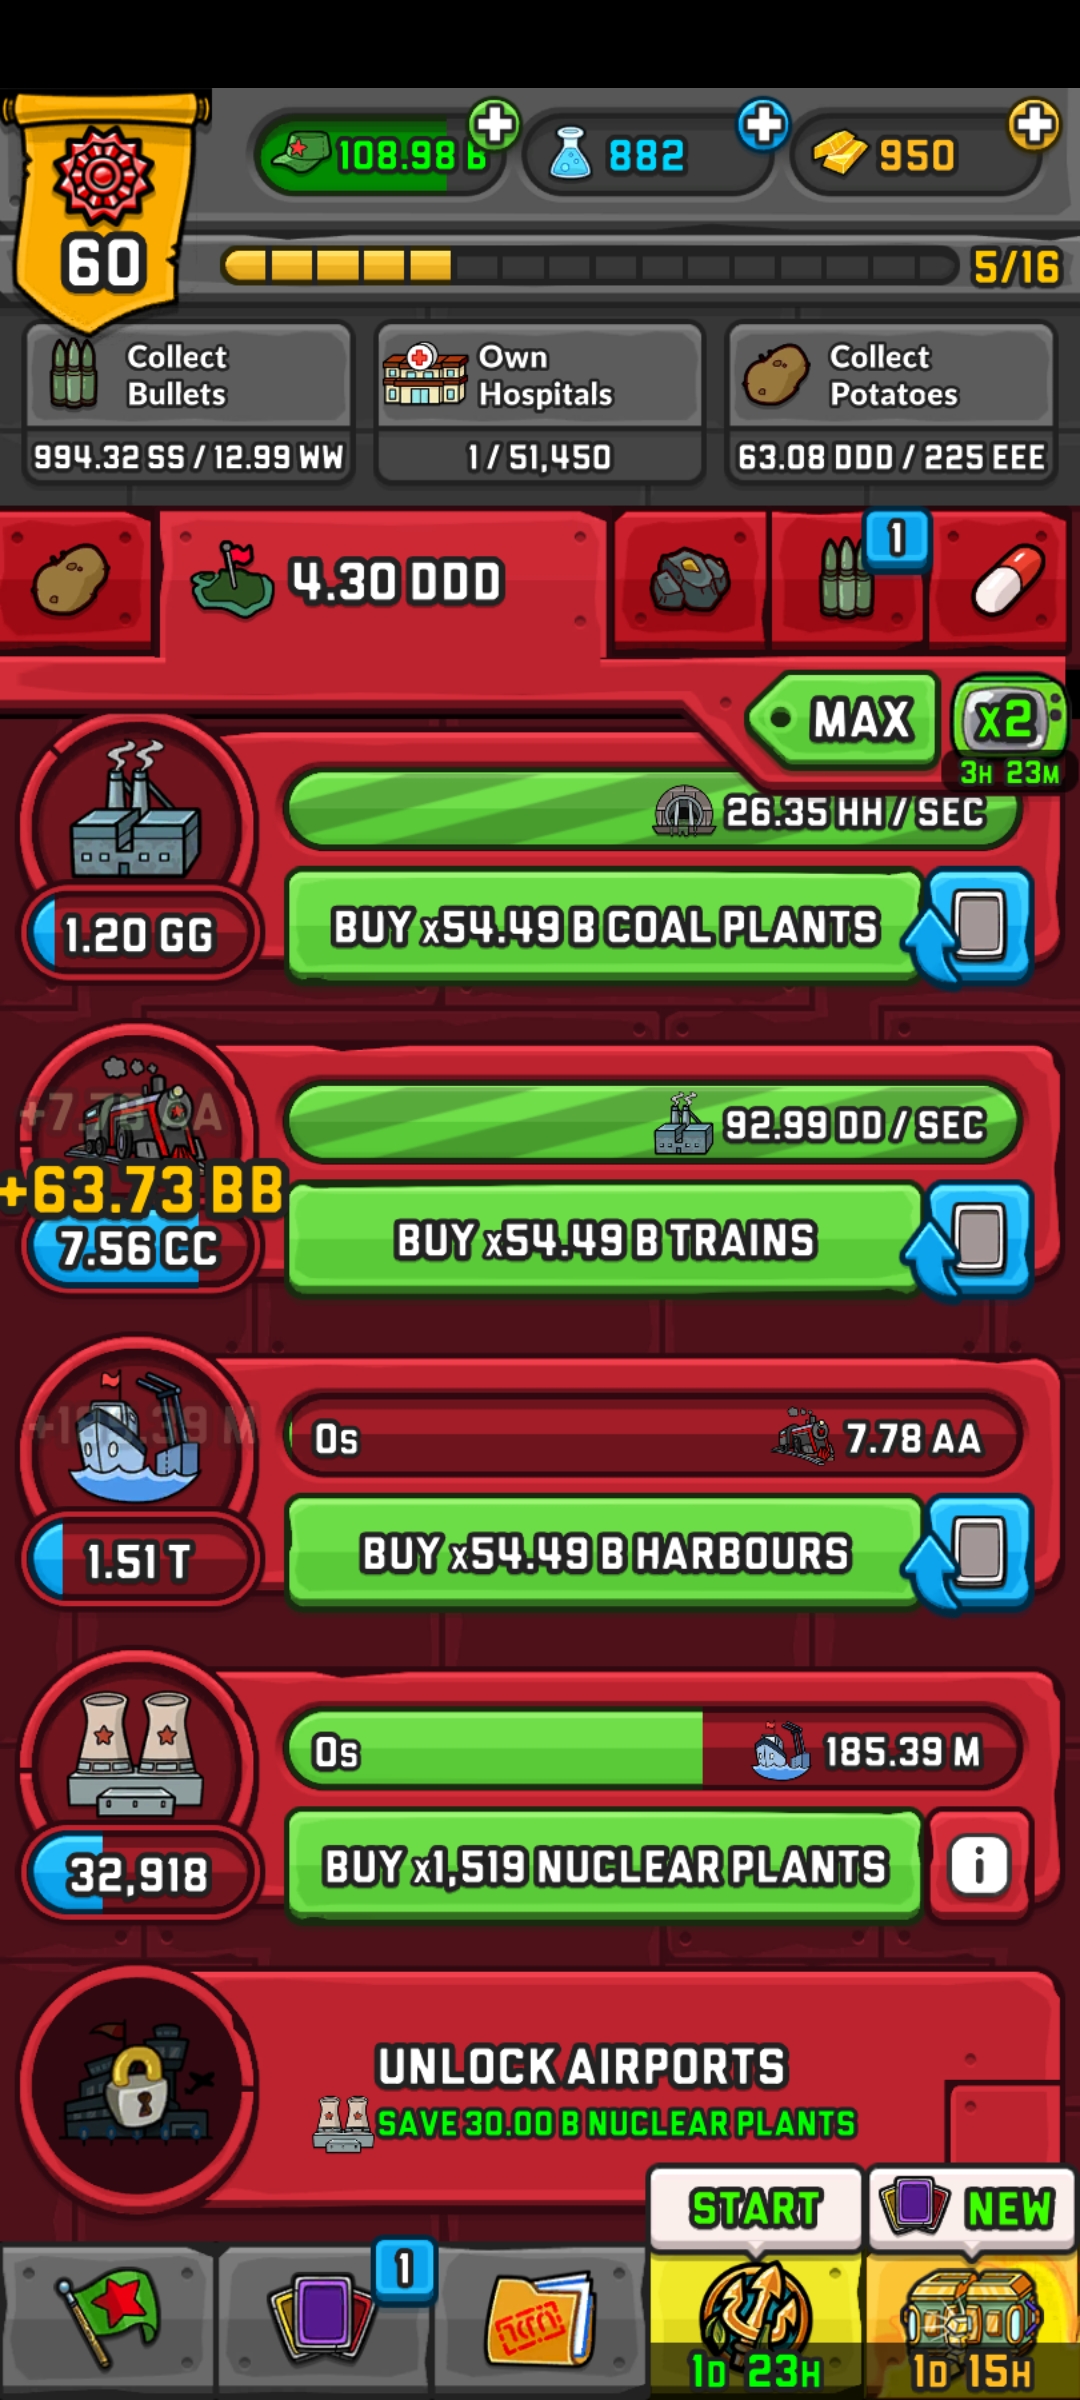 108.98 B
882
950
60
5/16
Collect
Bullets
994.32 SS / 12.99 WW
Own
Hospitals
1 / 51,450
Collect
Potatoes
63.08 DDD / 225 EEE
4.30 DDD
1
MAX
x2
3H 23M
26.35 HH / SEC
1.20 GG
BUY x54.49 B COAL PLANTS
92.99 DD / SEC
+63.73 BB
7.56 CC
BUY x54.49 B TRAINS
0s
7.78 AA
1.51 T
BUY x54.49 B HARBOURS
0s
185.39 M
32,918
BUY x1,519 NUCLEAR PLANTS
i
UNLOCK AIRPORTS
SAVE 30.00 B NUCLEAR PLANTS
START
NEW
1
1D 23H
1D 15H